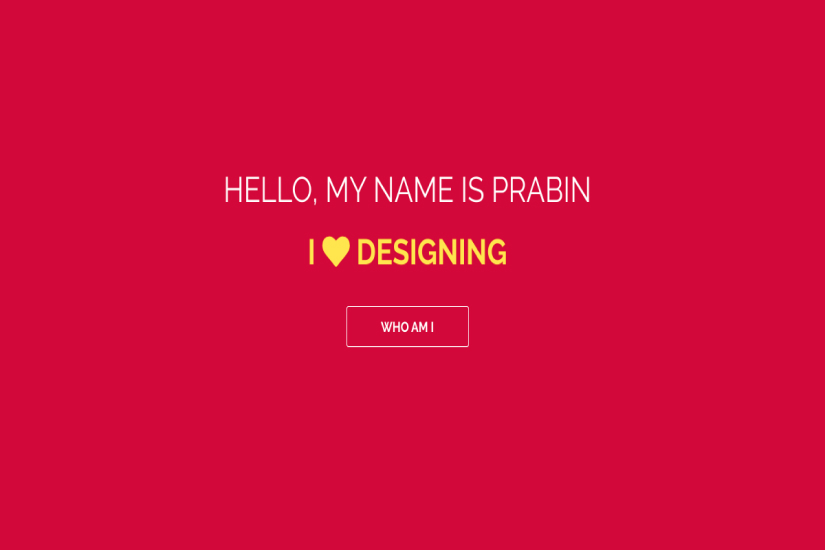 HELLO, MY NAME IS PRABIN
I ♥ DESIGNING
WHO AM I